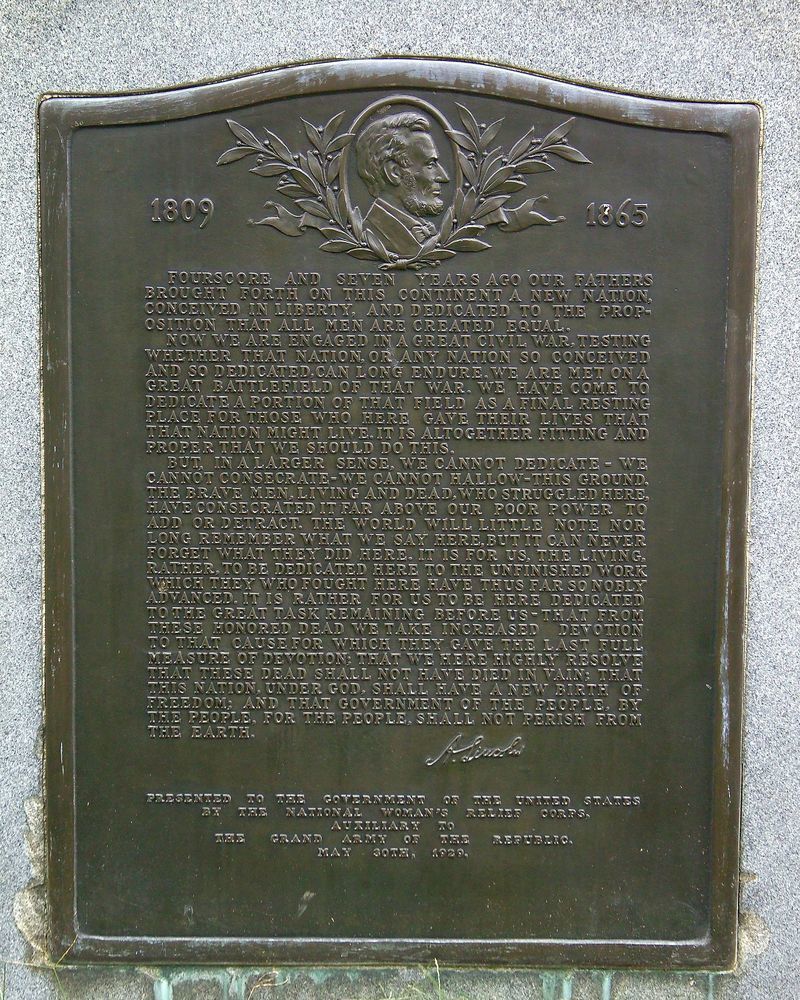 1809
1865
FOURSCORE AND SEVEN YEARS AGO OUR FATHERS
BROUGHT FORTH ON THIS CONTINENT A NEW NATION,
CONCEIVED IN LIBERTY, AND DEDICATED TO THE PROP-
OSITION THAT ALL MEN ARE CREATED EQUAL.
NOW WE ARE ENGAGED IN A GREAT CIVIL WAR, TESTING
WHETHER THAT NATION, OR ANY NATION SO CONCEIVED
AND SO DEDICATED, CAN LONG ENDURE. WE ARE MET ON A
GREAT BATTLEFIELD OF THAT WAR. WE HAVE COME TO
DEDICATE A PORTION OF THAT FIELD AS A FINAL RESTING
PLACE FOR THOSE WHO HERE GAVE THEIR LIVES THAT
THAT NATION MIGHT LIVE. IT IS ALTOGETHER FITTING AND
PROPER THAT WE SHOULD DO THIS.
BUT, IN A LARGER SENSE, WE CANNOT DEDICATE - WE
CANNOT CONSECRATE - WE CANNOT HALLOW - THIS GROUND.
THE BRAVE MEN, LIVING AND DEAD, WHO STRUGGLED HERE,
HAVE CONSECRATED IT FAR ABOVE OUR POOR POWER TO
ADD OR DETRACT. THE WORLD WILL LITTLE NOTE NOR
LONG REMEMBER WHAT WE SAY HERE, BUT IT CAN NEVER
FORGET WHAT THEY DID HERE. IT IS FOR US, THE LIVING,
RATHER, TO BE DEDICATED HERE TO THE UNFINISHED WORK
WHICH THEY WHO FOUGHT HERE HAVE THUS FAR SO NOBLY
ADVANCED. IT IS RATHER FOR US TO BE HERE DEDICATED
TO THE GREAT TASK REMAINING BEFORE US - THAT FROM
THESE HONORED DEAD WE TAKE INCREASED DEVOTION
TO THAT CAUSE FOR WHICH THEY GAVE THE LAST FULL
MEASURE OF DEVOTION; THAT WE HERE HIGHLY RESOLVE
THAT THESE DEAD SHALL NOT HAVE DIED IN VAIN; THAT
THIS NATION, UNDER GOD, SHALL HAVE A NEW BIRTH OF
FREEDOM; AND THAT GOVERNMENT OF THE PEOPLE, BY
THE PEOPLE, FOR THE PEOPLE, SHALL NOT PERISH FROM
THE EARTH.
A. Lincoln
PRESENTED TO THE GOVERNMENT OF THE UNITED STATES
BY THE NATIONAL WOMAN'S RELIEF CORPS,
AUXILIARY TO
THE GRAND ARMY OF THE REPUBLIC.
MAY 30TH, 1929.